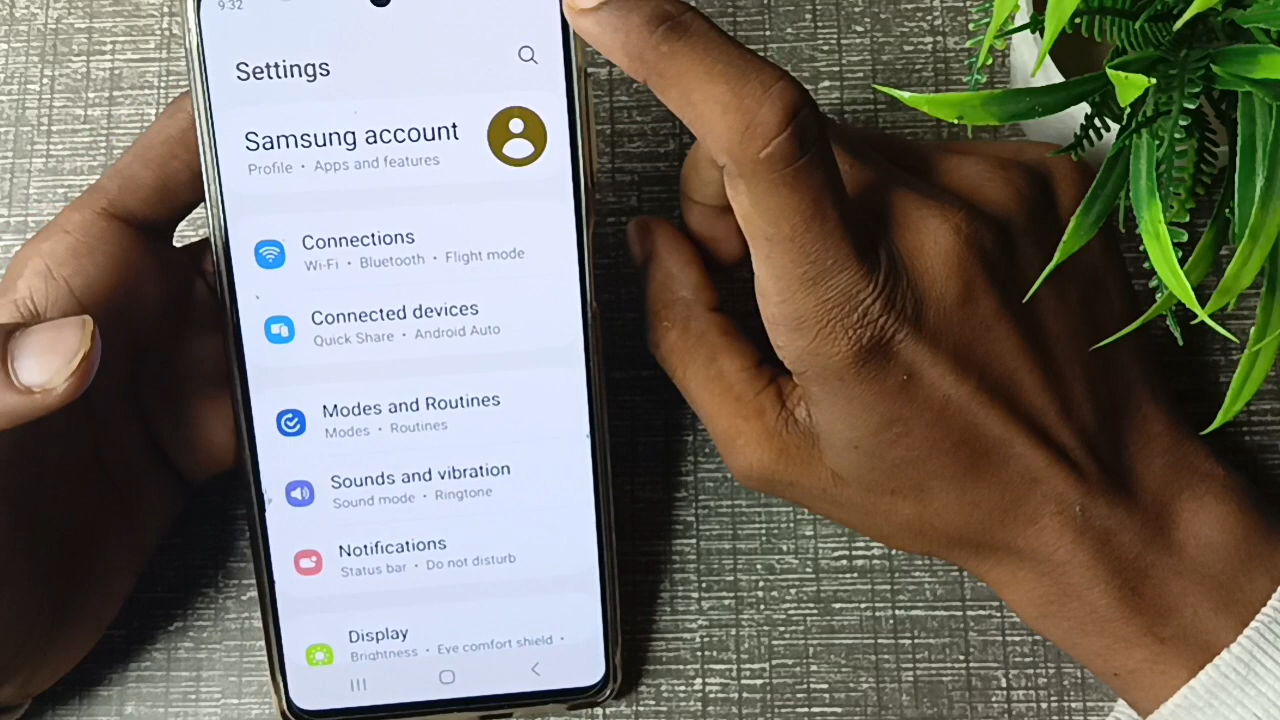 9:32
Settings
Samsung account
Profile • Apps and features
Connections
Wi-Fi • Bluetooth • Flight mode
Connected devices
Quick Share • Android Auto
Modes and Routines
Modes • Routines
Sounds and vibration
Sound mode • Ringtone
Notifications
Status bar • Do not disturb
Display
Brightness • Eye comfort shield •